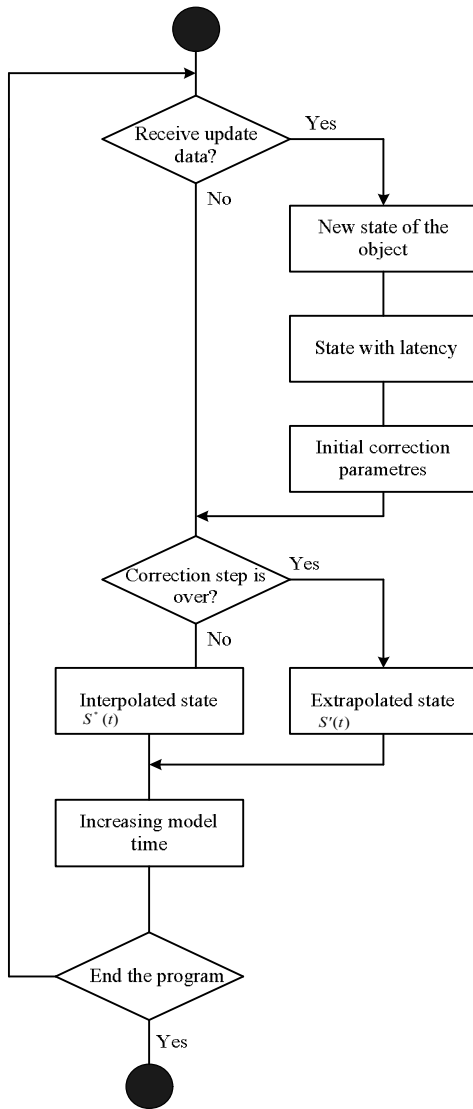 Receive update
data?
Yes
No
New state of the
object
State with latency
Initial correction
parametres
Correction step is
over?
Yes
No
Interpolated state
S* (t)
Extrapolated state
S'(t)
Increasing model
time
End the program
Yes